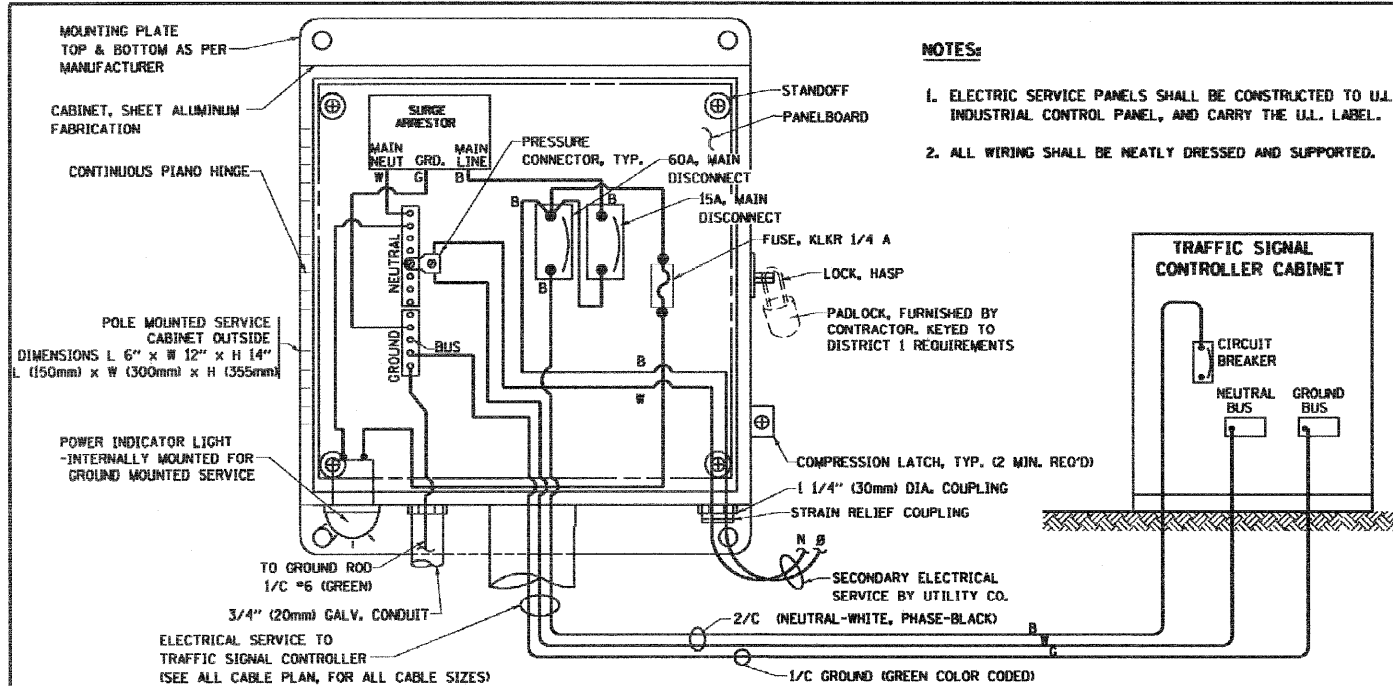 MOUNTING PLATE
TOP & BOTTOM AS PER
MANUFACTURER
CABINET, SHEET ALUMINUM
FABRICATION
CONTINUOUS PIANO HINGE
POLE MOUNTED SERVICE
CABINET OUTSIDE
DIMENSIONS L 6" x W 12" x H 14"
L (150mm) x W (300mm) x H (355mm)
POWER INDICATOR LIGHT
-INTERNALLY MOUNTED FOR
GROUND MOUNTED SERVICE
SURGE
ARRESTOR
MAIN
NEUT
GRD.
MAIN
LINE
W
G
B
NEUTRAL
GROUND
BUS
PRESSURE
CONNECTOR, TYP.
STANDOFF
PANELBOARD
60A, MAIN
DISCONNECT
15A, MAIN
DISCONNECT
B
B
B
FUSE, KLKR 1/4 A
LOCK, HASP
PADLOCK, FURNISHED BY
CONTRACTOR. KEYED TO
DISTRICT 1 REQUIREMENTS
B
W
COMPRESSION LATCH, TYP. (2 MIN. REQ'D)
1 1/4" (30mm) DIA. COUPLING
STRAIN RELIEF COUPLING
N Ø
SECONDARY ELECTRICAL
SERVICE BY UTILITY CO.
TO GROUND ROD
1/C #6 (GREEN)
3/4" (20mm) GALV. CONDUIT
ELECTRICAL SERVICE TO
TRAFFIC SIGNAL CONTROLLER
(SEE ALL CABLE PLAN, FOR ALL CABLE SIZES)
2/C (NEUTRAL-WHITE, PHASE-BLACK)
B
W
G
1/C GROUND (GREEN COLOR CODED)
NOTES:
1. ELECTRIC SERVICE PANELS SHALL BE CONSTRUCTED TO U.L.
INDUSTRIAL CONTROL PANEL, AND CARRY THE U.L. LABEL.
2. ALL WIRING SHALL BE NEATLY DRESSED AND SUPPORTED.
TRAFFIC SIGNAL
CONTROLLER CABINET
CIRCUIT
BREAKER
NEUTRAL
BUS
GROUND
BUS